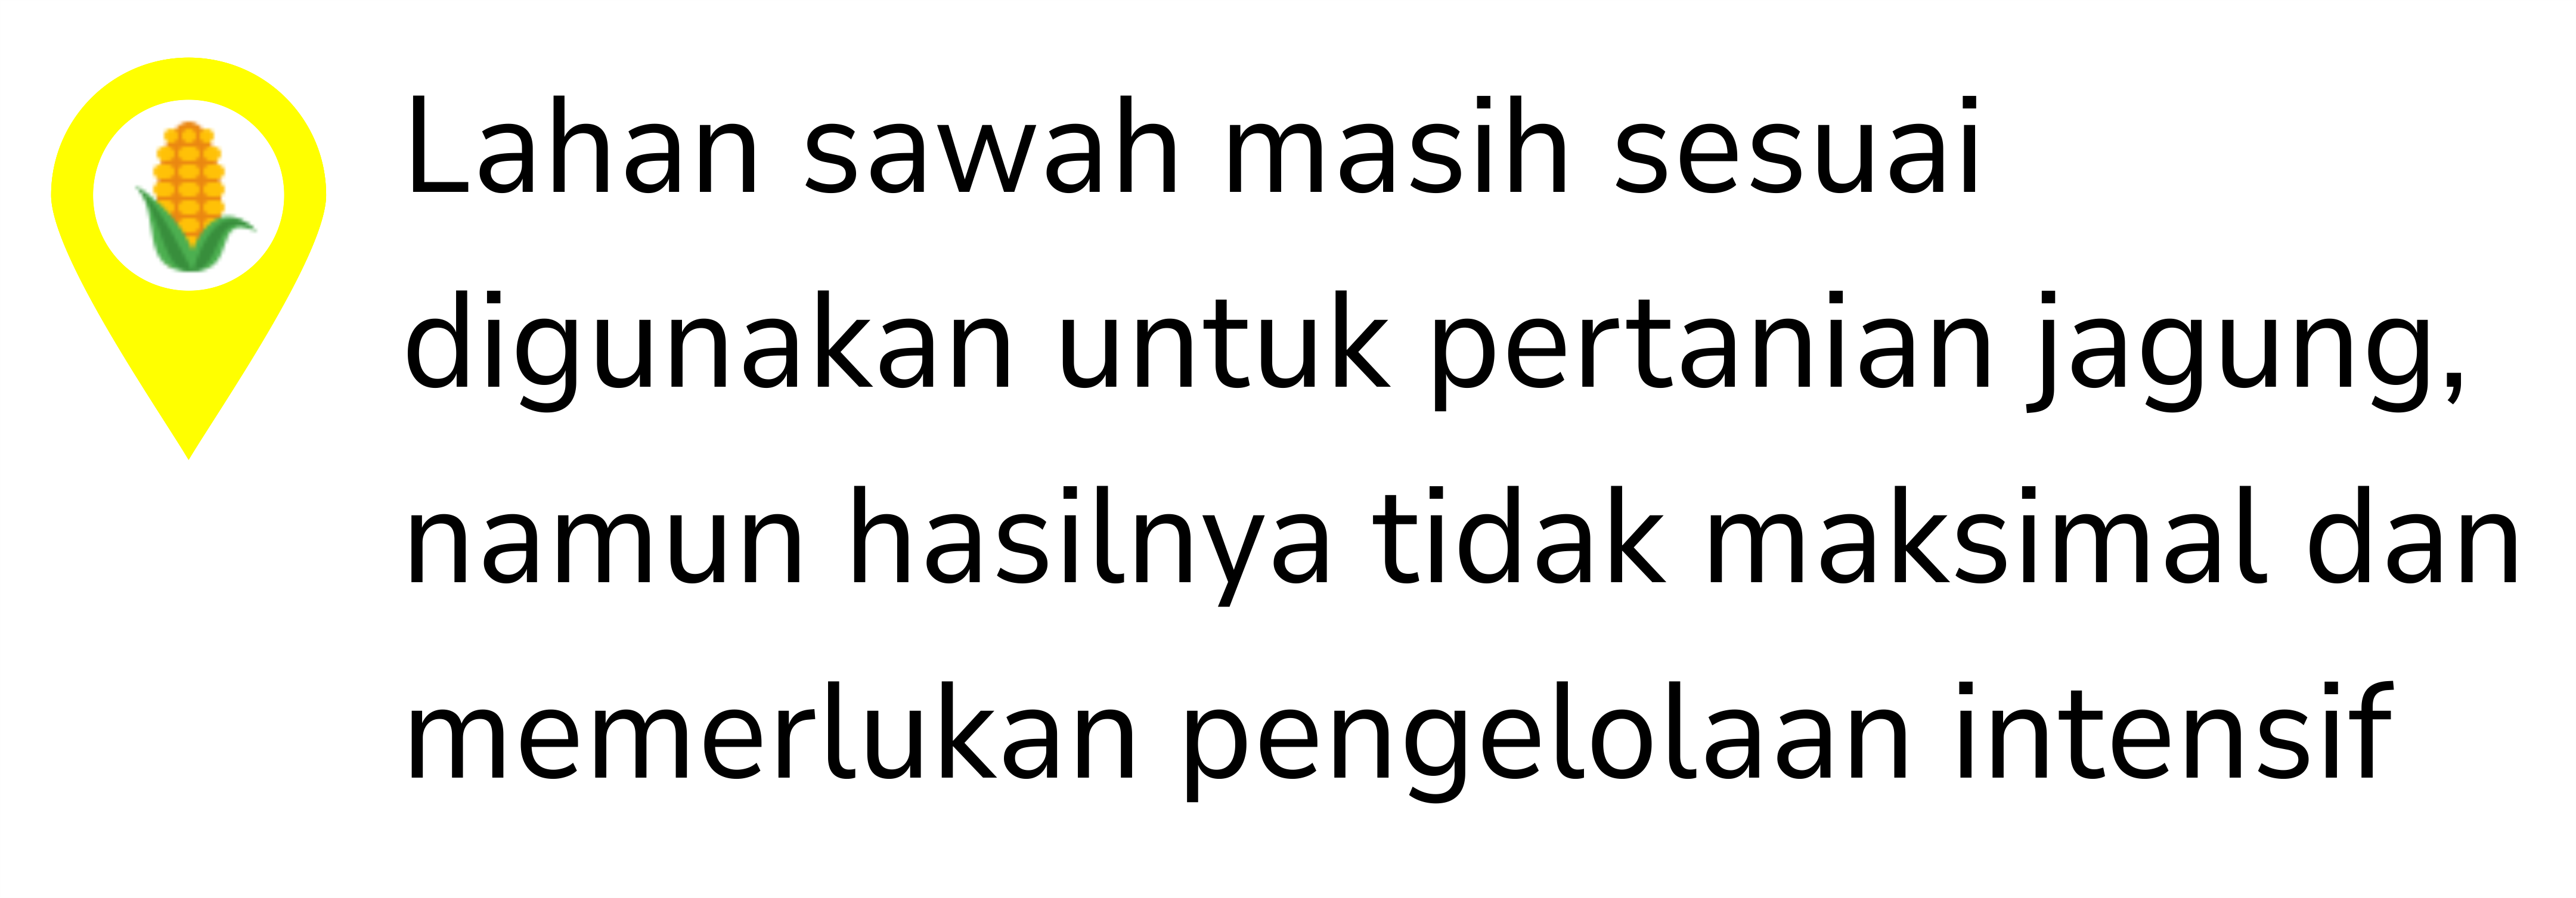 Lahan sawah masih sesuai
digunakan untuk pertanian jagung,
namun hasilnya tidak maksimal dan
memerlukan pengelolaan intensif